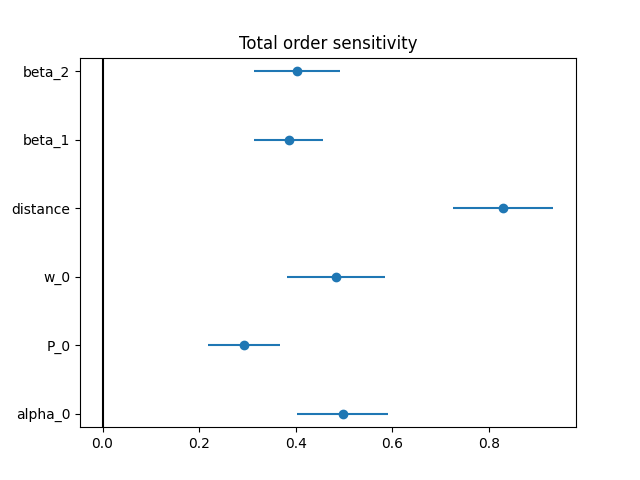 Total order sensitivity
beta_2
beta_1
distance
w_0
P_0
alpha_0
0.0 0.2 0.4 0.6 0.8